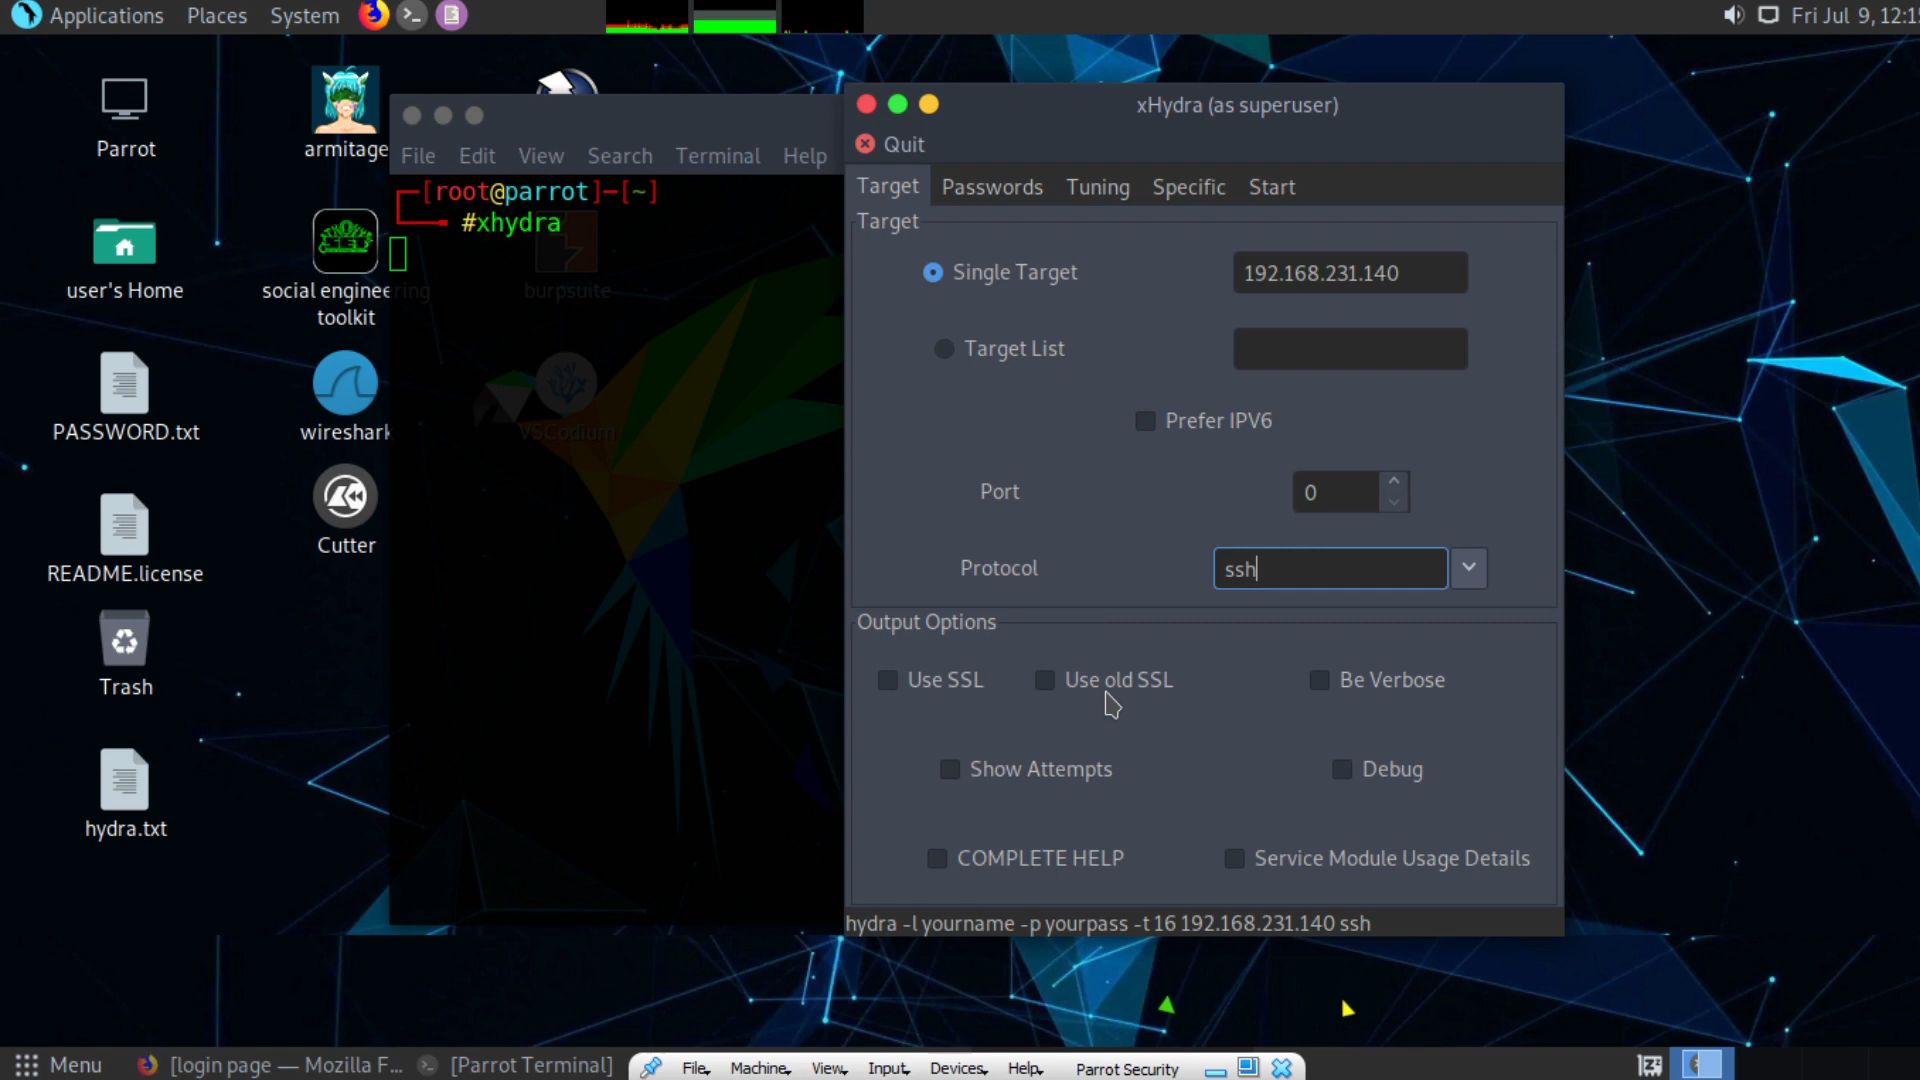 Applications Places System
Fri Jul 9, 12:1
Parrot
user's Home
PASSWORD.txt
README.license
Trash
hydra.txt
armitage
social engineering
toolkit
wireshark
Cutter
burpsuite
VSCodium
File Edit View Search Terminal Help
[root@parrot]-[~]
#xhydra
xHydra (as superuser)
Quit
Target Passwords Tuning Specific Start
Target
Single Target 192.168.231.140
Target List
Prefer IPV6
Port 0
Protocol ssh
Output Options
Use SSL Use old SSL Be Verbose
Show Attempts Debug
COMPLETE HELP Service Module Usage Details
hydra -l yourname -p yourpass -t 16 192.168.231.140 ssh
Menu [login page — Mozilla F... [Parrot Terminal]
File Machine View Input Devices Help Parrot Security